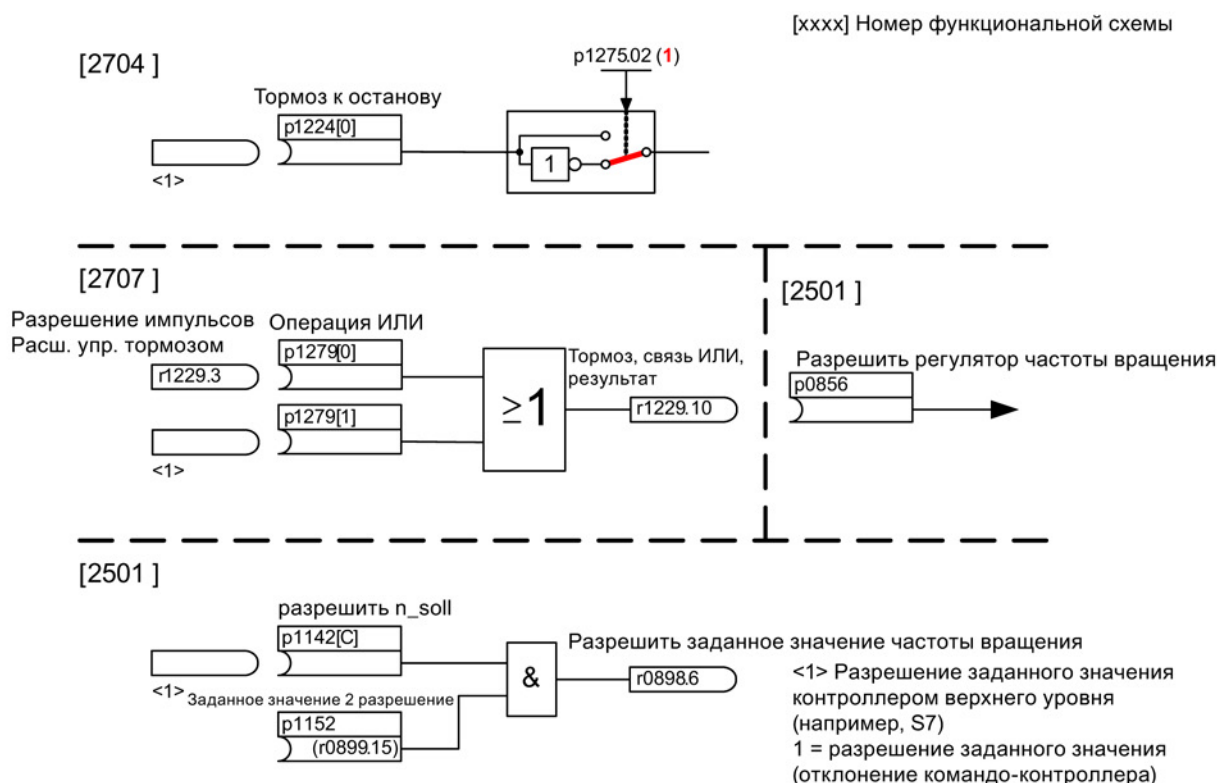 [xxxx] Номер функциональной схемы
[2704 ]
p1275.02 (1)
Тормоз к останову
p1224[0]
1
<1>
[2707 ]
[2501 ]
Разрешение импульсов
Расш. упр. тормозом
Операция ИЛИ
r1229.3
p1279[0]
≥1
Тормоз, связь ИЛИ,
результат
r1229.10
Разрешить регулятор частоты вращения
p0856
p1279[1]
<1>
[2501 ]
разрешить n_soll
p1142[C]
&
Разрешить заданное значение частоты вращения
r0898.6
<1>
Заданное значение 2 разрешение
p1152
(r0899.15)
<1> Разрешение заданного значения
контроллером верхнего уровня
(например, S7)
1 = разрешение заданного значения
(отклонение командо-контроллера)